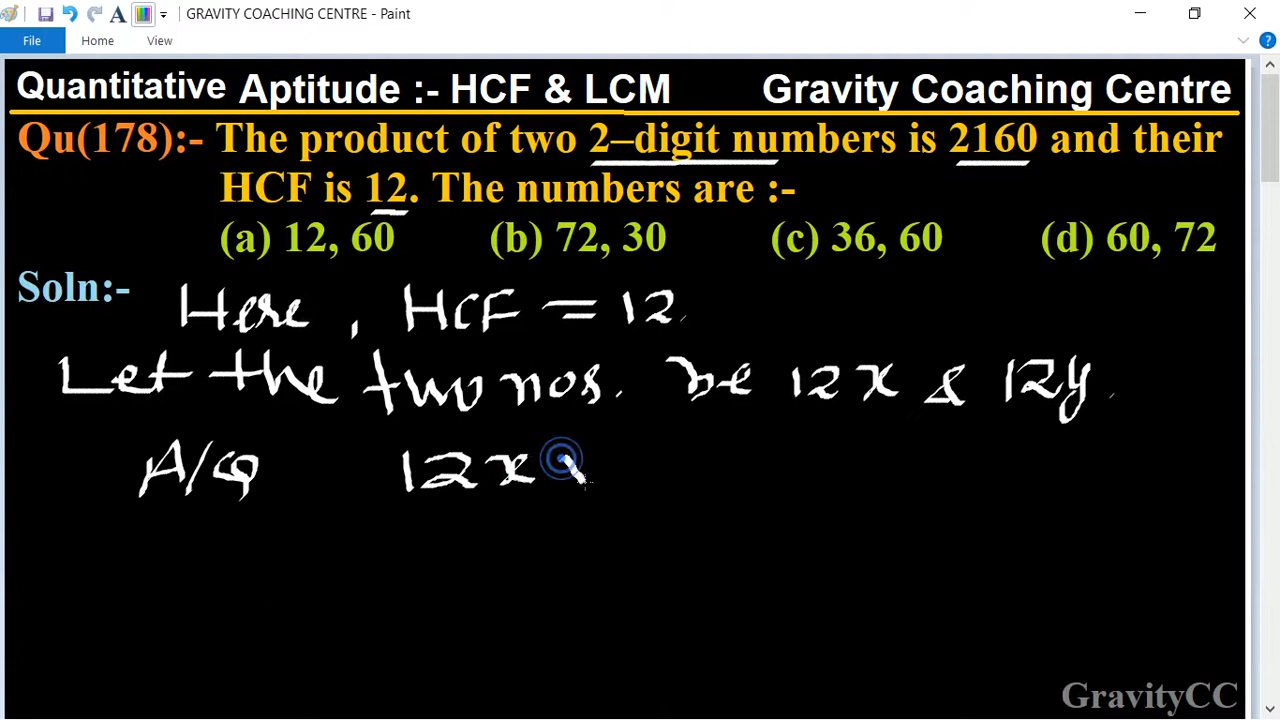 GRAVITY COACHING CENTRE - Paint
File Home View
Quantitative Aptitude :- HCF & LCM Gravity Coaching Centre
Qu(178):- The product of two 2–digit numbers is 2160 and their
HCF is 12. The numbers are :-
(a) 12, 60 (b) 72, 30 (c) 36, 60 (d) 60, 72
Soln:- Here, HCF = 12.
Let the two nos. be 12x & 12y.
A/Q 12x
GravityCC